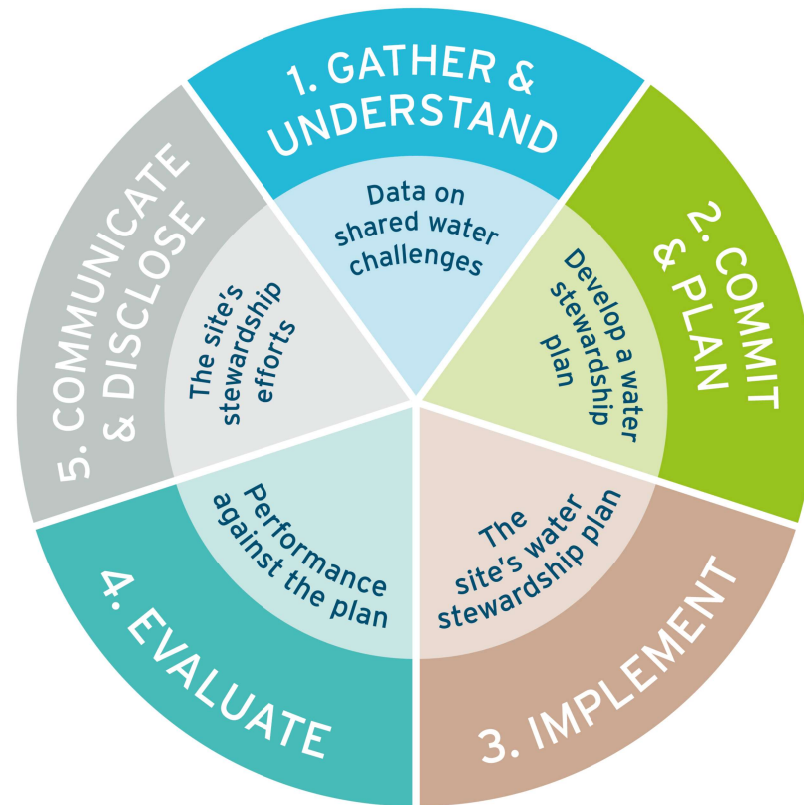 1. GATHER &
UNDERSTAND
Data on
shared water
challenges
2. COMMIT
& PLAN
Develop a water
stewardship
plan
3. IMPLEMENT
The
site's water
stewardship plan
4. EVALUATE
Performance
against the plan
5. COMMUNICATE
& DISCLOSE
The site's
stewardship
efforts